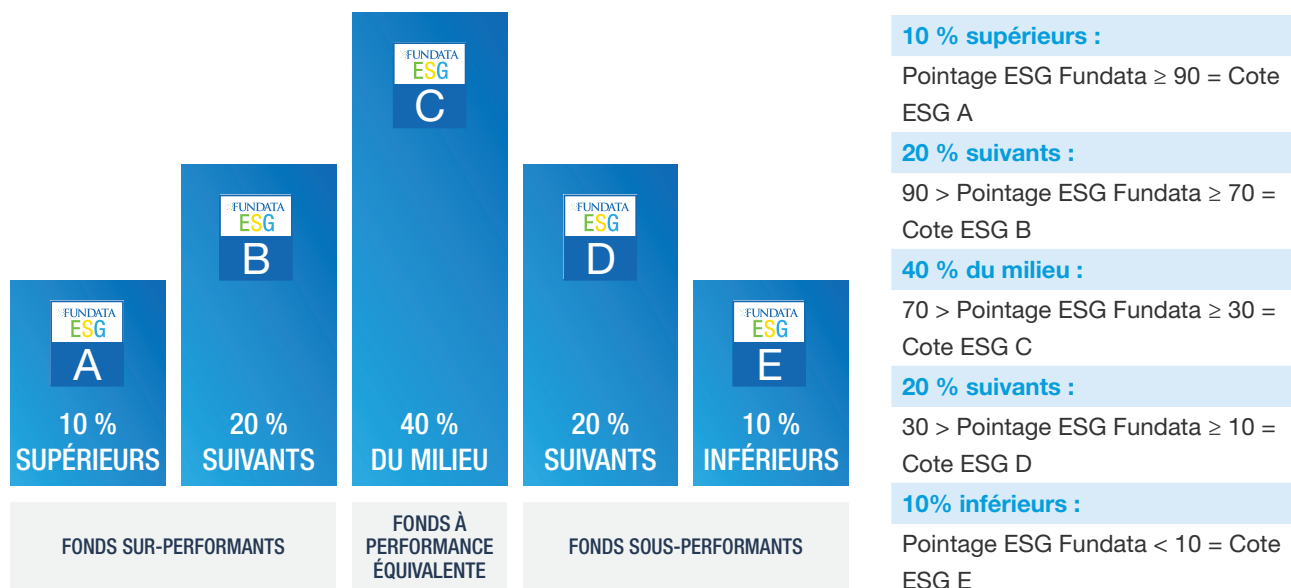 FUNDATA
ESG
A
10 %
SUPÉRIEURS
FUNDATA
ESG
B
20 %
SUIVANTS
FUNDATA
ESG
C
40 %
DU MILIEU
FUNDATA
ESG
D
20 %
SUIVANTS
FUNDATA
ESG
E
10 %
INFÉRIEURS
FONDS SUR-PERFORMANTS
FONDS À
PERFORMANCE
ÉQUIVALENTE
FONDS SOUS-PERFORMANTS
10 % supérieurs :
Pointage ESG Fundata ≥ 90 = Cote
ESG A
20 % suivants :
90 > Pointage ESG Fundata ≥ 70 =
Cote ESG B
40 % du milieu :
70 > Pointage ESG Fundata ≥ 30 =
Cote ESG C
20 % suivants :
30 > Pointage ESG Fundata ≥ 10 =
Cote ESG D
10% inférieurs :
Pointage ESG Fundata < 10 = Cote
ESG E